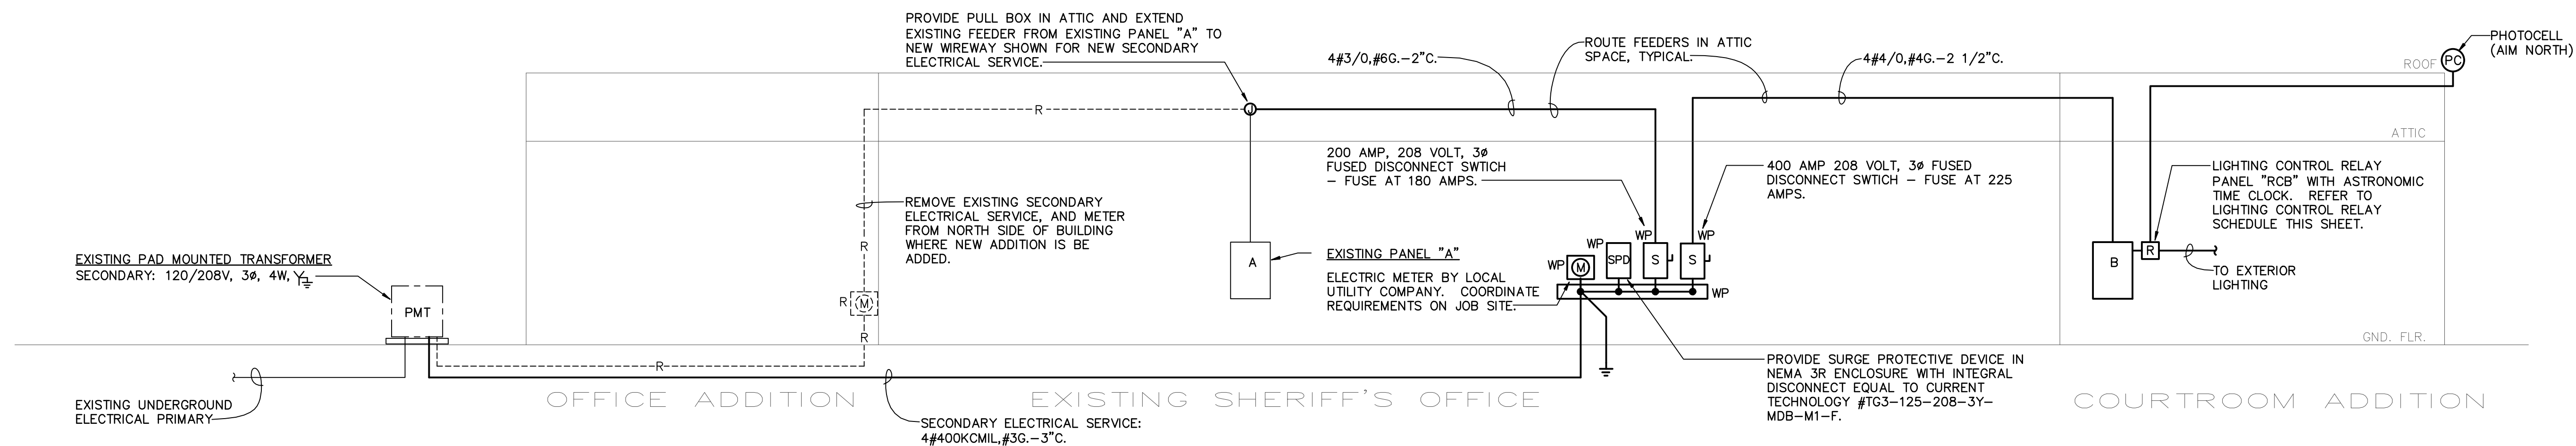 PROVIDE PULL BOX IN ATTIC AND EXTEND
EXISTING FEEDER FROM EXISTING PANEL "A" TO
NEW WIREWAY SHOWN FOR NEW SECONDARY
ELECTRICAL SERVICE.
4#3/0,#6G.-2"C.
ROUTE FEEDERS IN ATTIC
SPACE, TYPICAL.
4#4/0,#4G.-2 1/2"C.
PHOTOCELL
(AIM NORTH)
PC
ROOF
R
J
ATTIC
200 AMP, 208 VOLT, 3ø
FUSED DISCONNECT SWTICH
- FUSE AT 180 AMPS.
400 AMP 208 VOLT, 3ø FUSED
DISCONNECT SWTICH - FUSE AT 225
AMPS.
LIGHTING CONTROL RELAY
PANEL "RCB" WITH ASTRONOMIC
TIME CLOCK. REFER TO
LIGHTING CONTROL RELAY
SCHEDULE THIS SHEET.
REMOVE EXISTING SECONDARY
ELECTRICAL SERVICE, AND METER
FROM NORTH SIDE OF BUILDING
WHERE NEW ADDITION IS BE
ADDED.
R
EXISTING PAD MOUNTED TRANSFORMER
SECONDARY: 120/208V, 3ø, 4W,
PMT
R
M
R
A
EXISTING PANEL "A"
ELECTRIC METER BY LOCAL
UTILITY COMPANY. COORDINATE
REQUIREMENTS ON JOB SITE.
WP
M
WP
SPD
WP
S
WP
S
WP
B
R
TO EXTERIOR
LIGHTING
GND. FLR.
R
EXISTING UNDERGROUND
ELECTRICAL PRIMARY
OFFICE ADDITION
EXISTING SHERIFF'S OFFICE
COURTROOM ADDITION
SECONDARY ELECTRICAL SERVICE:
4#400KCMIL,#3G.-3"C.
PROVIDE SURGE PROTECTIVE DEVICE IN
NEMA 3R ENCLOSURE WITH INTEGRAL
DISCONNECT EQUAL TO CURRENT
TECHNOLOGY #TG3-125-208-3Y-
MDB-M1-F.